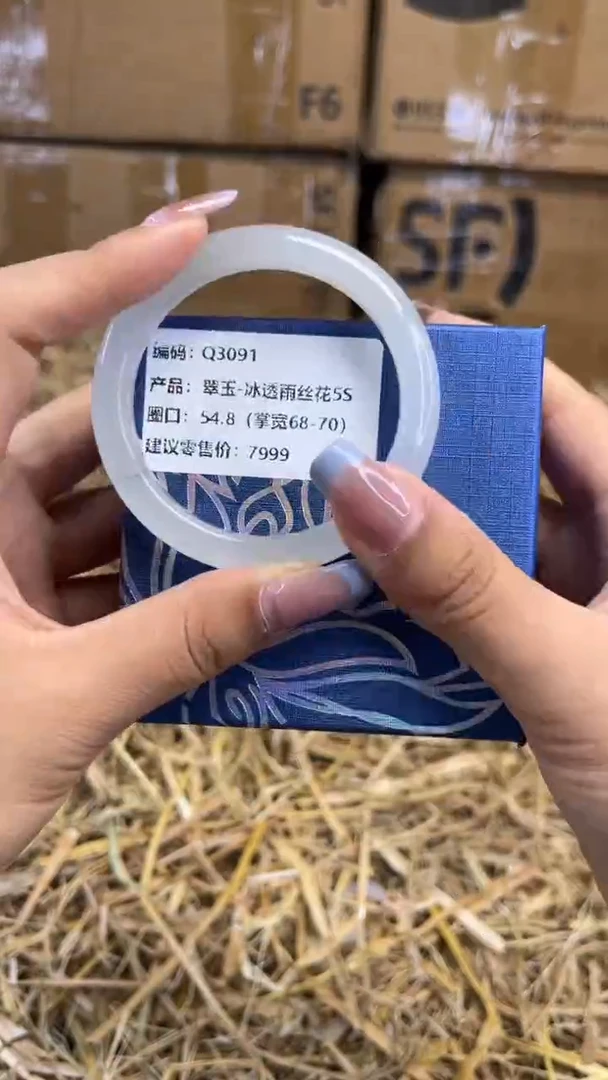 F6
SF
编码：Q3091
产品：翠玉-冰透雨丝花5S
圈口：54.8（掌宽68-70）
建议零售价：7999